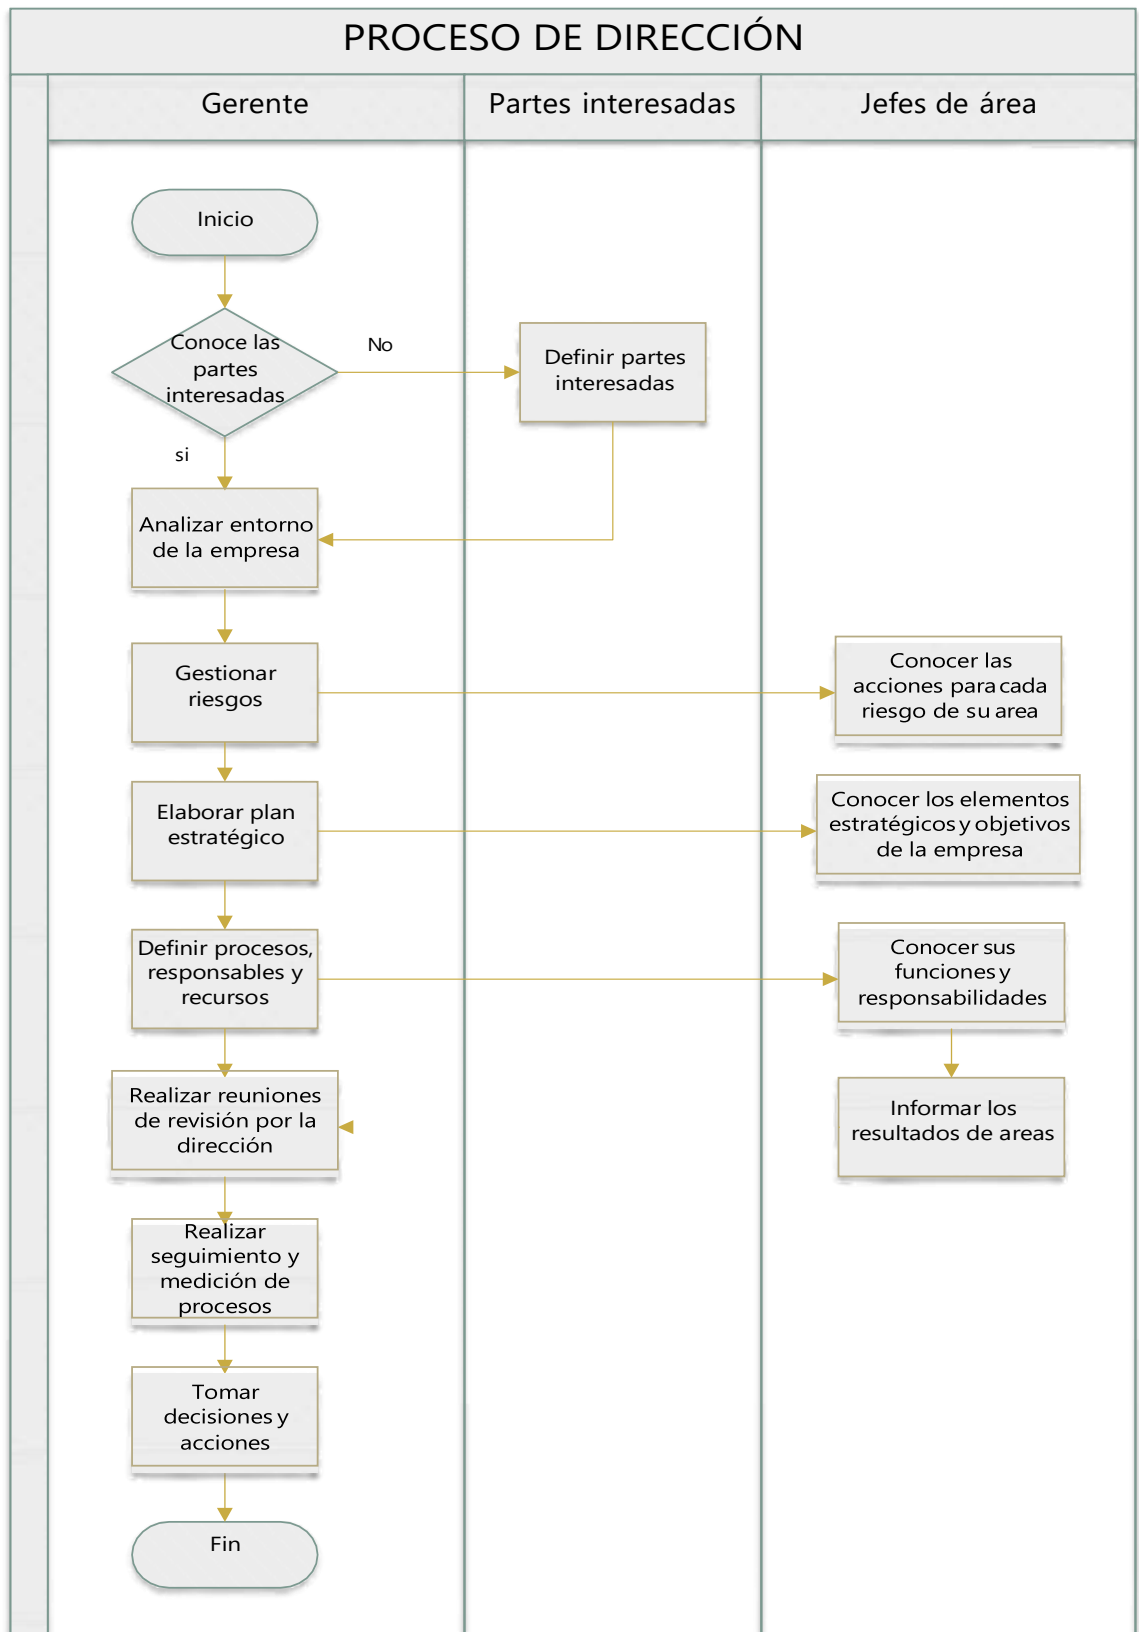 PROCESO DE DIRECCIÓN
Gerente
Partes interesadas
Jefes de área
Inicio
Conoce las
partes
interesadas
No
Definir partes
interesadas
si
Analizar entorno
de la empresa
Gestionar
riesgos
Conocer las
acciones para cada
riesgo de su area
Elaborar plan
estratégico
Conocer los elementos
estratégicos y objetivos
de la empresa
Definir procesos,
responsables y
recursos
Conocer sus
funciones y
responsabilidades
Realizar reuniones
de revisión por la
dirección
Informar los
resultados de areas
Realizar
seguimiento y
medición de
procesos
Tomar
decisiones y
acciones
Fin